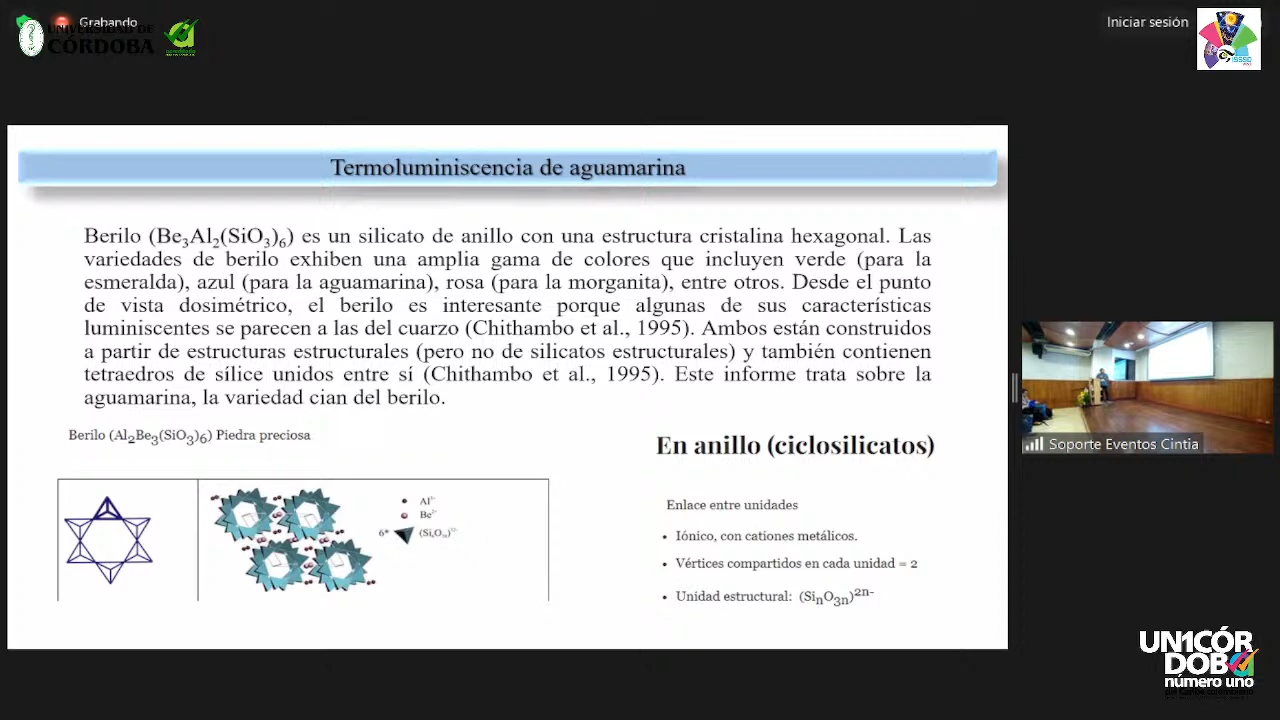 Grabando
UNIVERSIDAD DE
CÓRDOBA
Iniciar sesión
Termoluminiscencia de aguamarina
Berilo (Be3Al2(SiO3)6) es un silicato de anillo con una estructura cristalina hexagonal. Las
variedades de berilo exhiben una amplia gama de colores que incluyen verde (para la
esmeralda), azul (para la aguamarina), rosa (para la morganita), entre otros. Desde el punto
de vista dosimétrico, el berilo es interesante porque algunas de sus características
luminiscentes se parecen a las del cuarzo (Chithambo et al., 1995). Ambos están construidos
a partir de estructuras estructurales (pero no de silicatos estructurales) y también contienen
tetraedros de sílice unidos entre sí (Chithambo et al., 1995). Este informe trata sobre la
aguamarina, la variedad cian del berilo.
Berilo (Al2Be3(SiO3)6) Piedra preciosa
Al
Be
6*
En anillo (ciclosilicatos)
Enlace entre unidades
• Iónico, con cationes metálicos.
• Vértices compartidos en cada unidad = 2
• Unidad estructural: (SinO3n)2n-
Soporte Eventos Cintia
UN1CÓR
DOBA
número uno
del Caribe colombiano